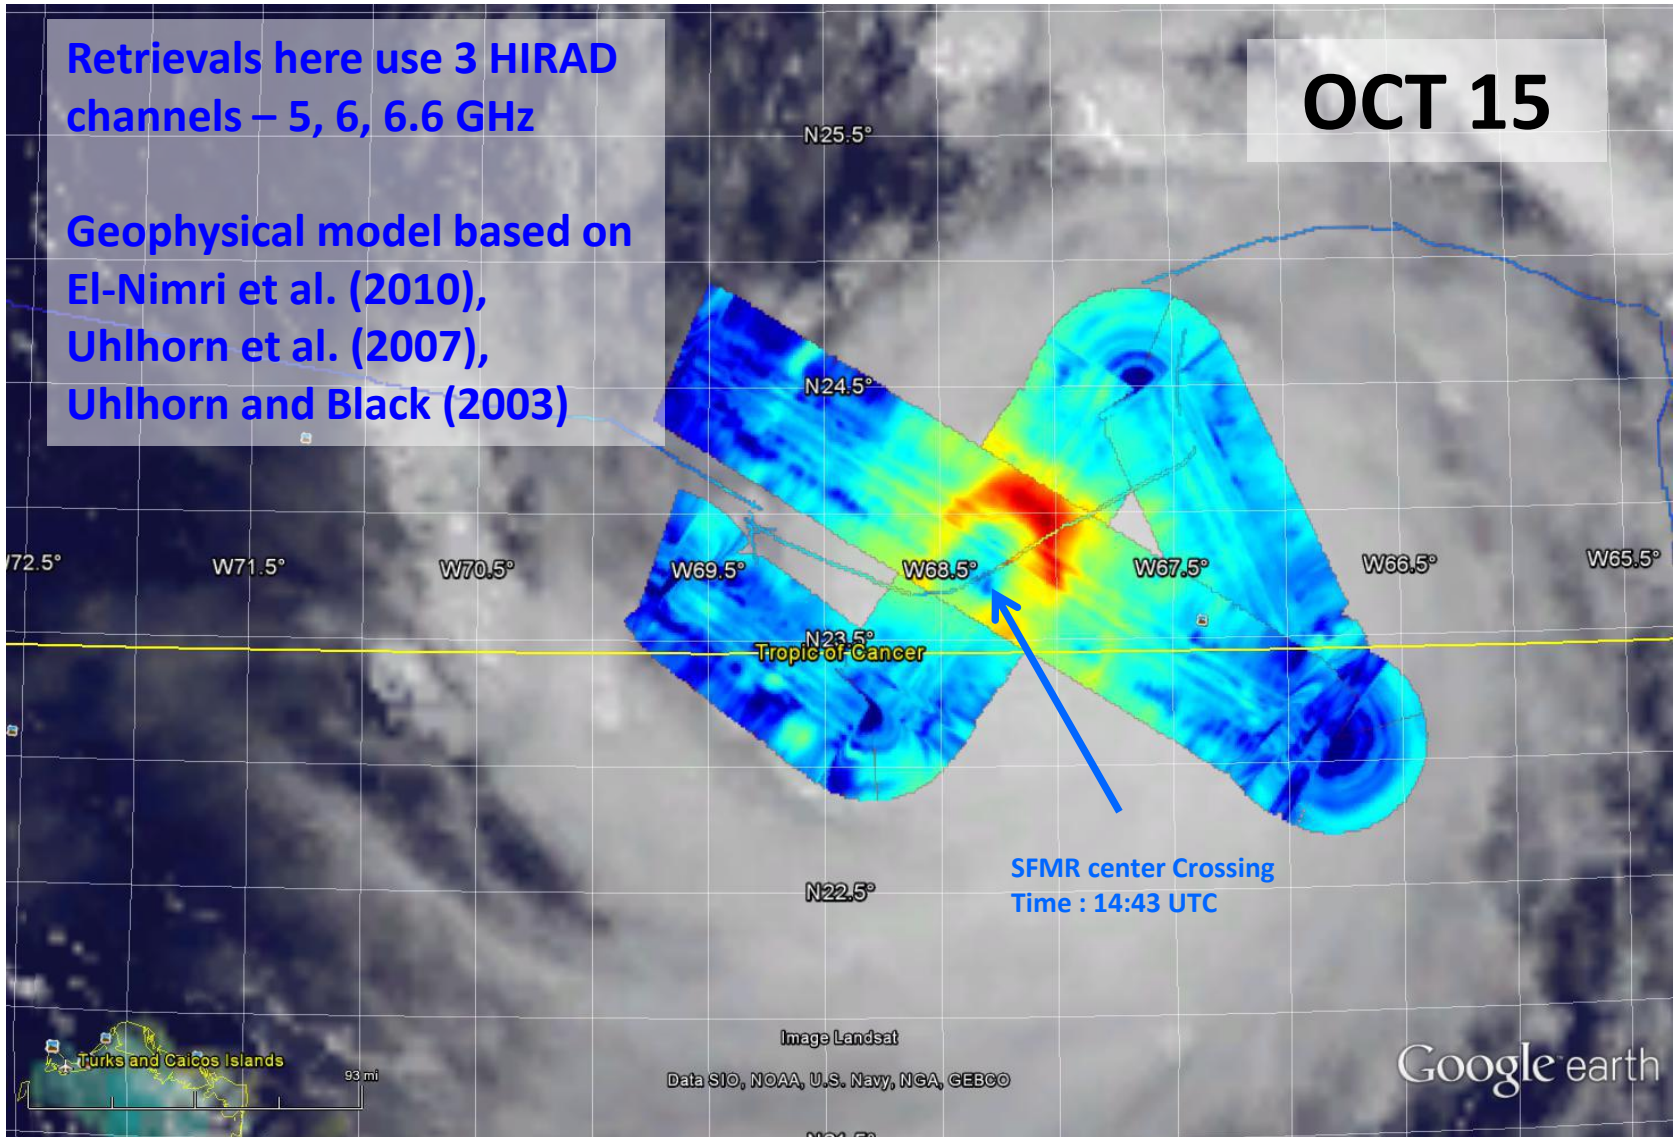 Retrievals here use 3 HIRAD
channels – 5, 6, 6.6 GHz
Geophysical model based on
El-Nimri et al. (2010),
Uhlhorn et al. (2007),
Uhlhorn and Black (2003)
OCT 15
N25.5°
N24.5°
W72.5°
W71.5°
W70.5°
W69.5°
W68.5°
W67.5°
W66.5°
W65.5°
N23.5°
Tropic of Cancer
SFMR center Crossing
Time : 14:43 UTC
N22.5°
Image Landsat
Data SIO, NOAA, U.S. Navy, NGA, GEBCO
Turks and Caicos Islands
93 mi
Google earth
N21.5°